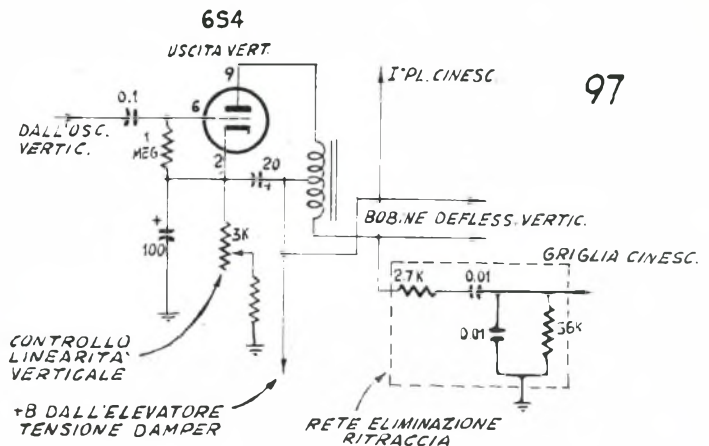 6S4
USCITA VERT.
97
9
I°PL. CINESC.
0.1
6
DALL'OSC.
VERTIC.
1
MEG
2
20
+
BOBINE DEFLESS. VERTIC.
+
100
3K
GRIGLIA CINESC.
2.7K
0.01
0.01
56K
CONTROLLO
LINEARITA'
VERTICALE
+B DALL'ELEVATORE
TENSIONE DAMPER
RETE ELIMINAZIONE
RITRACCIA